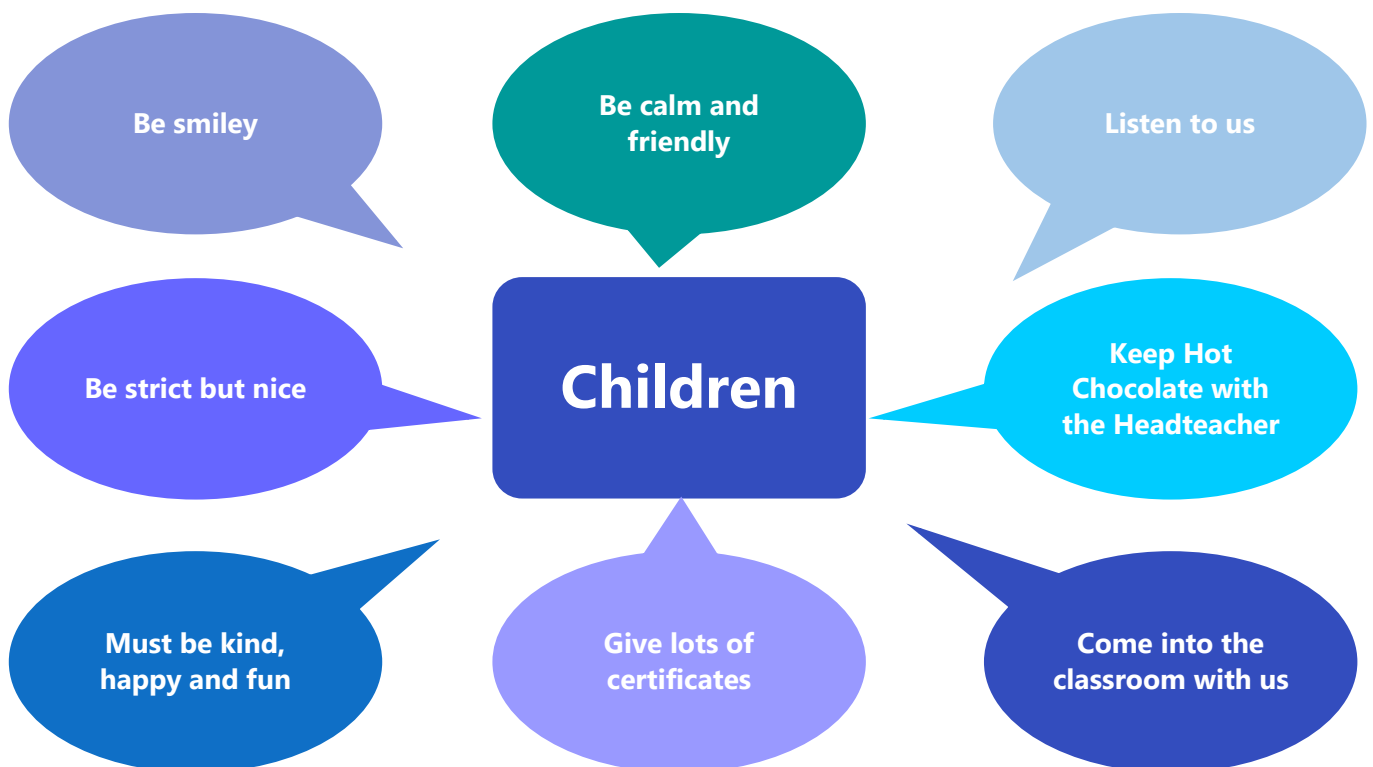 Be smiley
Be calm and
friendly
Listen to us
Be strict but nice
Children
Keep Hot
Chocolate with
the Headteacher
Must be kind,
happy and fun
Give lots of
certificates
Come into the
classroom with us